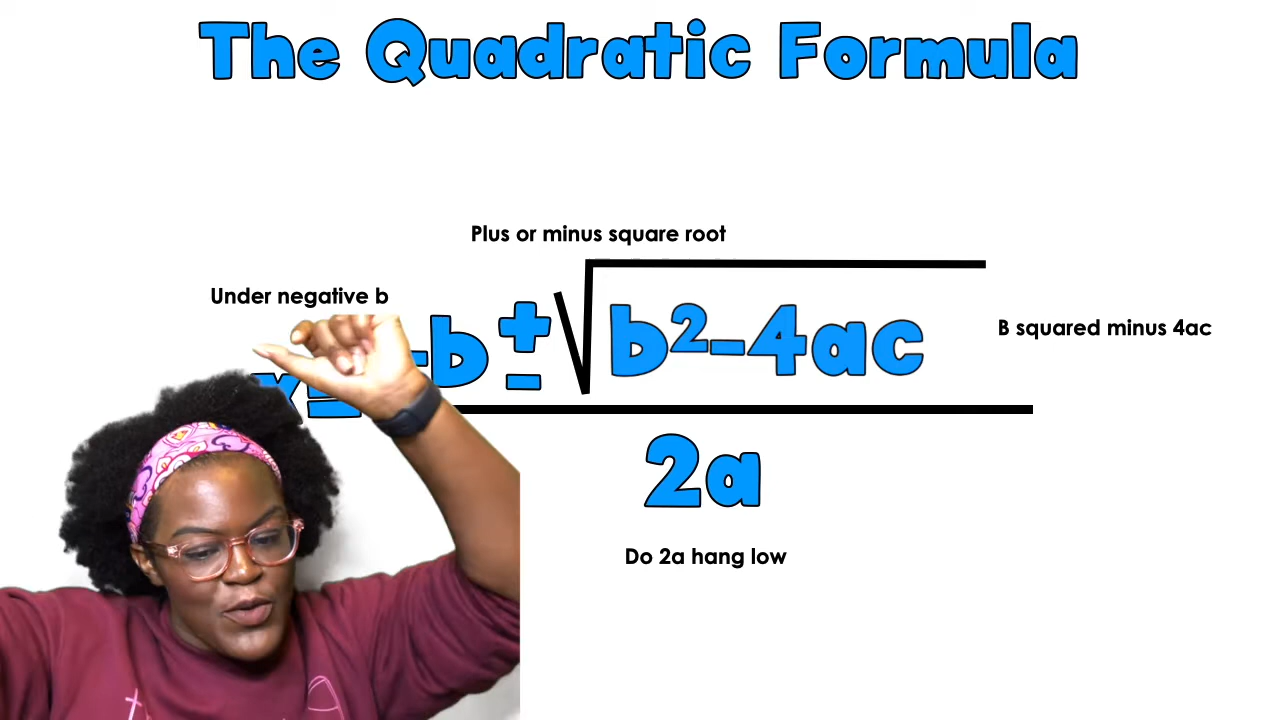 The Quadratic Formula
Plus or minus square root
Under negative b
x = -b ± √b²-4ac
B squared minus 4ac
2a
Do 2a hang low